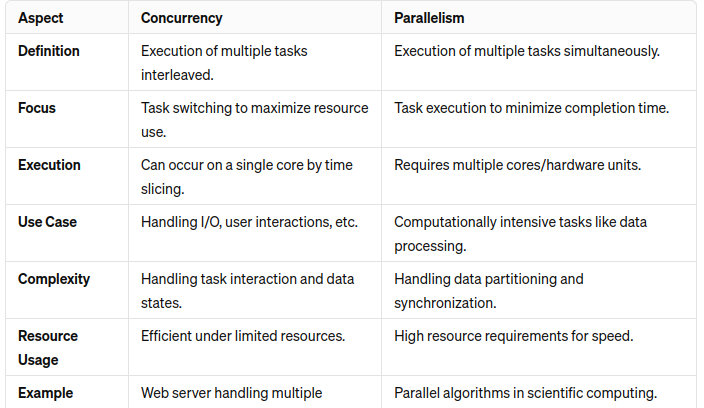 Aspect Concurrency Parallelism
Definition Execution of multiple tasks Execution of multiple tasks simultaneously.
interleaved.
Focus Task switching to maximize resource Task execution to minimize completion time.
use.
Execution Can occur on a single core by time Requires multiple cores/hardware units.
slicing.
Use Case Handling I/O, user interactions, etc. Computationally intensive tasks like data
processing.
Complexity Handling task interaction and data Handling data partitioning and
states. synchronization.
Resource Efficient under limited resources. High resource requirements for speed.
Usage
Example Web server handling multiple Parallel algorithms in scientific computing.